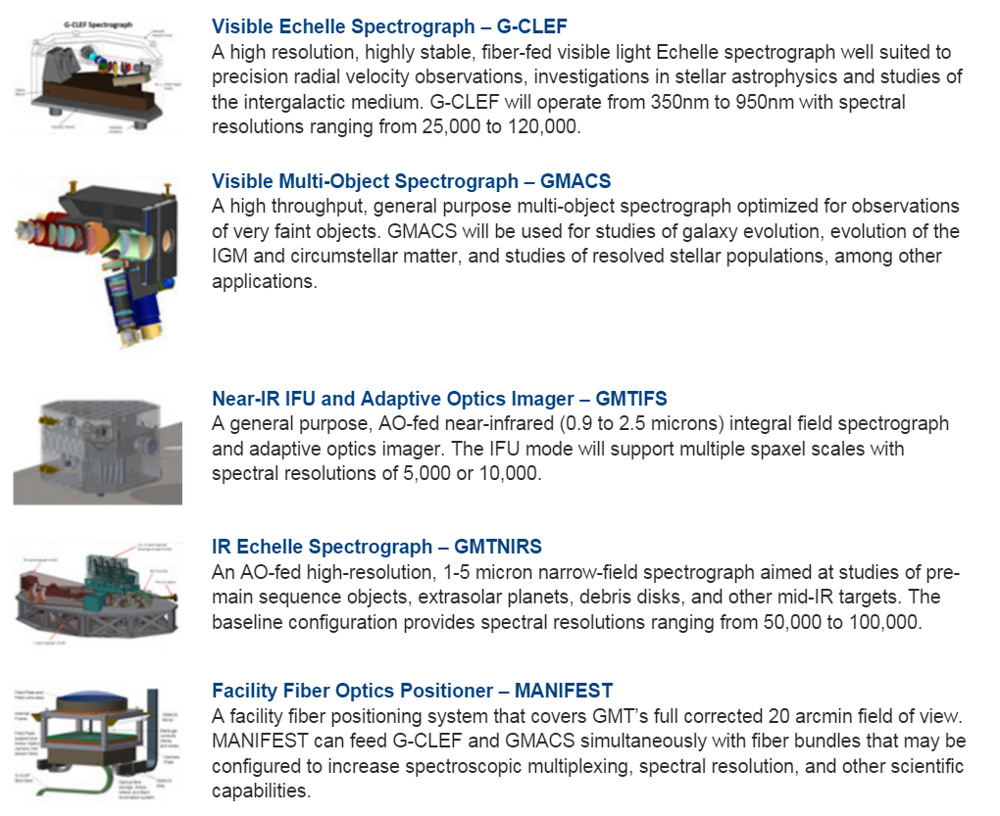 G-CLEF Spectrograph
Visible Echelle Spectrograph – G-CLEF
A high resolution, highly stable, fiber-fed visible light Echelle spectrograph well suited to
precision radial velocity observations, investigations in stellar astrophysics and studies of
the intergalactic medium. G-CLEF will operate from 350nm to 950nm with spectral
resolutions ranging from 25,000 to 120,000.
Visible Multi-Object Spectrograph – GMACS
A high throughput, general purpose multi-object spectrograph optimized for observations
of very faint objects. GMACS will be used for studies of galaxy evolution, evolution of the
IGM and circumstellar matter, and studies of resolved stellar populations, among other
applications.
Near-IR IFU and Adaptive Optics Imager – GMTIFS
A general purpose, AO-fed near-infrared (0.9 to 2.5 microns) integral field spectrograph
and adaptive optics imager. The IFU mode will support multiple spaxel scales with
spectral resolutions of 5,000 or 10,000.
IR Echelle Spectrograph – GMTNIRS
An AO-fed high-resolution, 1-5 micron narrow-field spectrograph aimed at studies of pre-
main sequence objects, extrasolar planets, debris disks, and other mid-IR targets. The
baseline configuration provides spectral resolutions ranging from 50,000 to 100,000.
Facility Fiber Optics Positioner – MANIFEST
A facility fiber positioning system that covers GMT's full corrected 20 arcmin field of view.
MANIFEST can feed G-CLEF and GMACS simultaneously with fiber bundles that may be
configured to increase spectroscopic multiplexing, spectral resolution, and other scientific
capabilities.